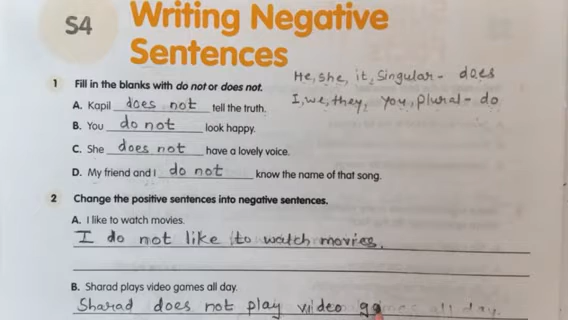 S4
Writing Negative
Sentences
1 Fill in the blanks with do not or does not.
He, she, it, Singular - does
I, we, they, you, plural - do
A. Kapil does not tell the truth.
B. You do not look happy.
C. She does not have a lovely voice.
D. My friend and I do not know the name of that song.
2 Change the positive sentences into negative sentences.
A. I like to watch movies.
I do not like to watch movies.
B. Sharad plays video games all day.
Sharad does not play video games all day.